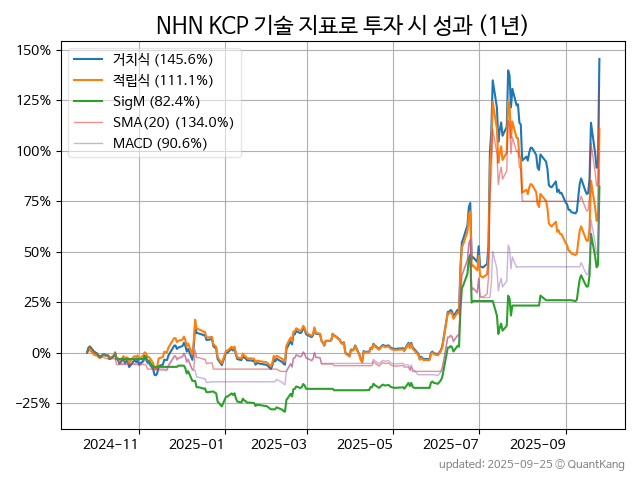 NHN KCP 기술 지표로 투자 시 성과 (1년)
150%
125%
100%
75%
50%
25%
0%
−25%
거치식 (145.6%)
적립식 (111.1%)
SigM (82.4%)
SMA(20) (134.0%)
MACD (90.6%)
2024-11
2025-01
2025-03
2025-05
2025-07
2025-09
updated: 2025-09-25 © QuantKang